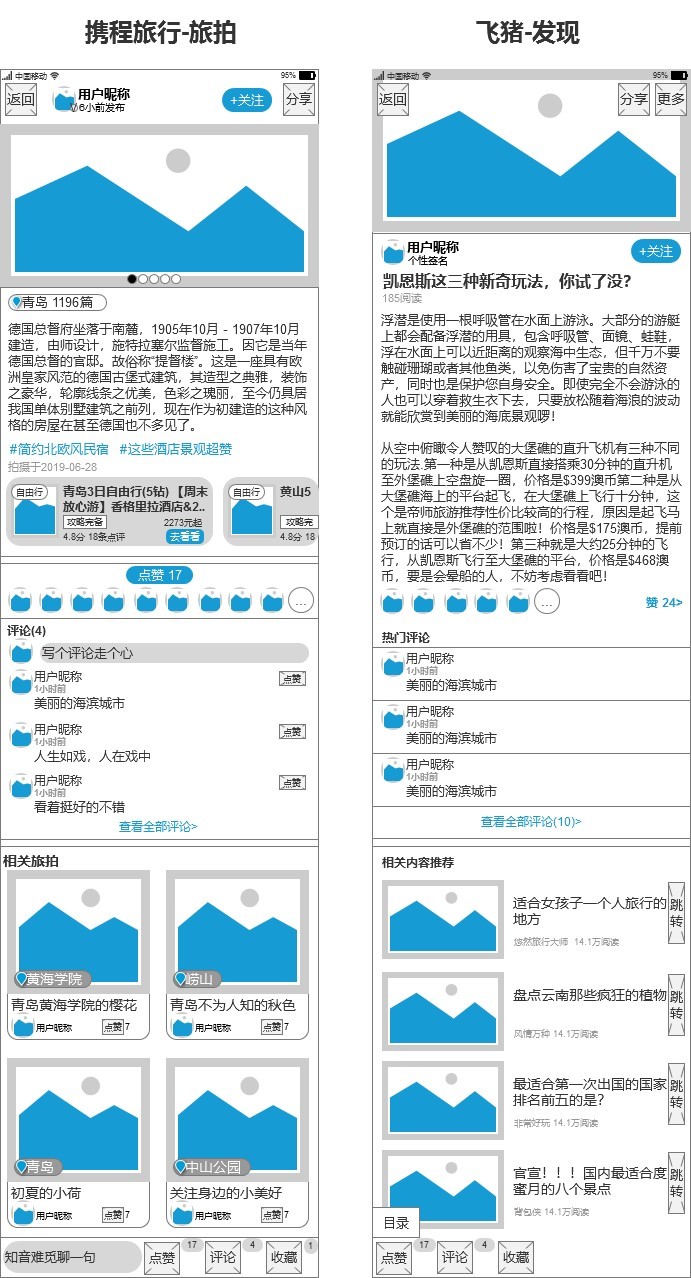 携程旅行-旅拍
中国移动
95%
返回
用户昵称
6小前发布
+关注
分享
青岛 1196篇
德国总督府坐落于南麓，1905年10月 - 1907年10月
建造，由师设计，施特拉塞尔监督施工。因它是当年
德国总督的官邸。故俗称“提督楼”。这是一座具有欧
洲皇家风范的德国古堡式建筑，其造型之典雅，装饰
之豪华，轮廓线条之优美，色彩之瑰丽，至今仍具居
我国单体别墅建筑之前列，现在作为初建造的这种风
格的房屋在甚至德国也不多见了。
#简约北欧风民宿 #这些酒店景观超赞
拍摄于2019-06-28
自由行
青岛3日自由行(5钻) 【周末
放心游】香格里拉酒店&2..
攻略完备
2273元起
4.8分 18条点评
去看看
自由行
黄山5
攻略完
4.8分 18
点赞 17
...
评论(4)
写个评论走个心
用户昵称
1小时前
点赞
美丽的海滨城市
用户昵称
1小时前
点赞
人生如戏，人在戏中
用户昵称
1小时前
点赞
看着挺好的不错
查看全部评论>
相关旅拍
黄海学院
青岛黄海学院的樱花
用户昵称
点赞 7
崂山
青岛不为人知的秋色
用户昵称
点赞 7
青岛
初夏的小荷
用户昵称
点赞 7
中山公园
关注身边的小美好
用户昵称
点赞 7
知音难觅聊一句
点赞
17
评论
4
收藏
1
飞猪-发现
中国移动
95%
返回
分享
更多
用户昵称
个性签名
+关注
凯恩斯这三种新奇玩法，你试了没？
185阅读
浮潜是使用一根呼吸管在水面上游泳。大部分的游艇
上都会配备浮潜的用具，包含呼吸管、面镜、蛙鞋，
浮在水面上可以近距离的观察海中生态，但千万不要
触碰珊瑚或者其他鱼类，以免伤害了宝贵的自然资
产，同时也是保护您自身安全。即使完全不会游泳的
人也可以穿着救生衣下去，只要放松随着海浪的波动
就能欣赏到美丽的海底景观啰！
从空中俯瞰令人赞叹的大堡礁的直升飞机有三种不同
的玩法.第一种是从凯恩斯直接搭乘30分钟的直升机
至外堡礁上空盘旋一圈，价格是$399澳币第二种是从
大堡礁海上的平台起飞，在大堡礁上飞行十分钟，这
个是帝师旅游推荐性价比较高的行程，原因是起飞马
上就直接是外堡礁的范围啦！价格是$175澳币，提前
预订的话可以省不少！第三种就是大约25分钟的飞
行，从凯恩斯飞行至大堡礁的平台，价格是$468澳
币，要是会晕船的人，不妨考虑看看吧！
...
赞 24>
热门评论
用户昵称
1小时前
美丽的海滨城市
用户昵称
1小时前
美丽的海滨城市
用户昵称
1小时前
美丽的海滨城市
查看全部评论(10)>
相关内容推荐
适合女孩子一个人旅行的
地方
悠然旅行大师 14.1万阅读
跳
转
盘点云南那些疯狂的植物
风情万种 14.1万阅读
跳
转
最适合第一次出国的国家
排名前五的是？
非常好玩 14.1万阅读
跳
转
官宣！！！国内最适合度
蜜月的八个景点
背包侠 14.1万阅读
跳
转
目录
点赞
17
评论
4
收藏